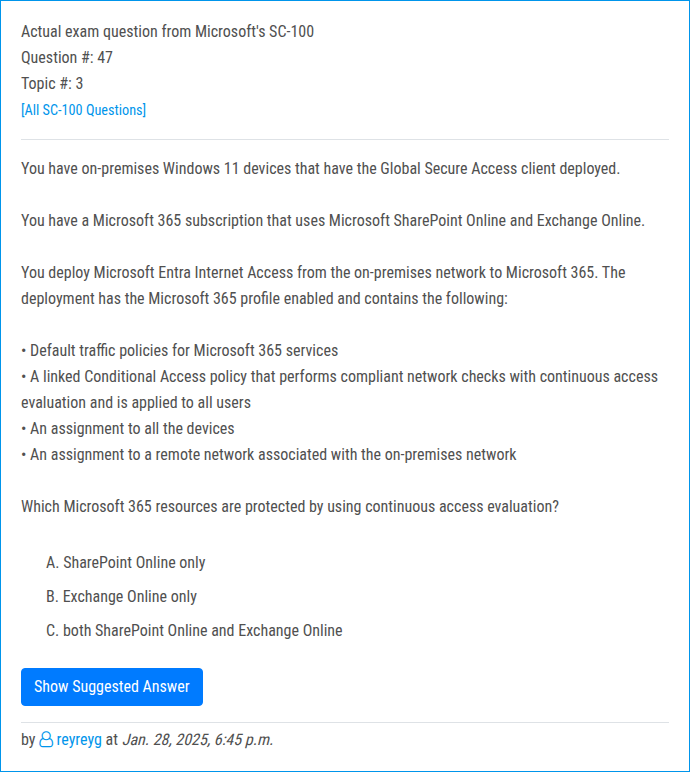 Actual exam question from Microsoft's SC-100
Question #: 47
Topic #: 3
[All SC-100 Questions]
You have on-premises Windows 11 devices that have the Global Secure Access client deployed.
You have a Microsoft 365 subscription that uses Microsoft SharePoint Online and Exchange Online.
You deploy Microsoft Entra Internet Access from the on-premises network to Microsoft 365. The
deployment has the Microsoft 365 profile enabled and contains the following:
• Default traffic policies for Microsoft 365 services
• A linked Conditional Access policy that performs compliant network checks with continuous access
evaluation and is applied to all users
• An assignment to all the devices
• An assignment to a remote network associated with the on-premises network
Which Microsoft 365 resources are protected by using continuous access evaluation?
A. SharePoint Online only
B. Exchange Online only
C. both SharePoint Online and Exchange Online
Show Suggested Answer
by reyreyg at Jan. 28, 2025, 6:45 p.m.